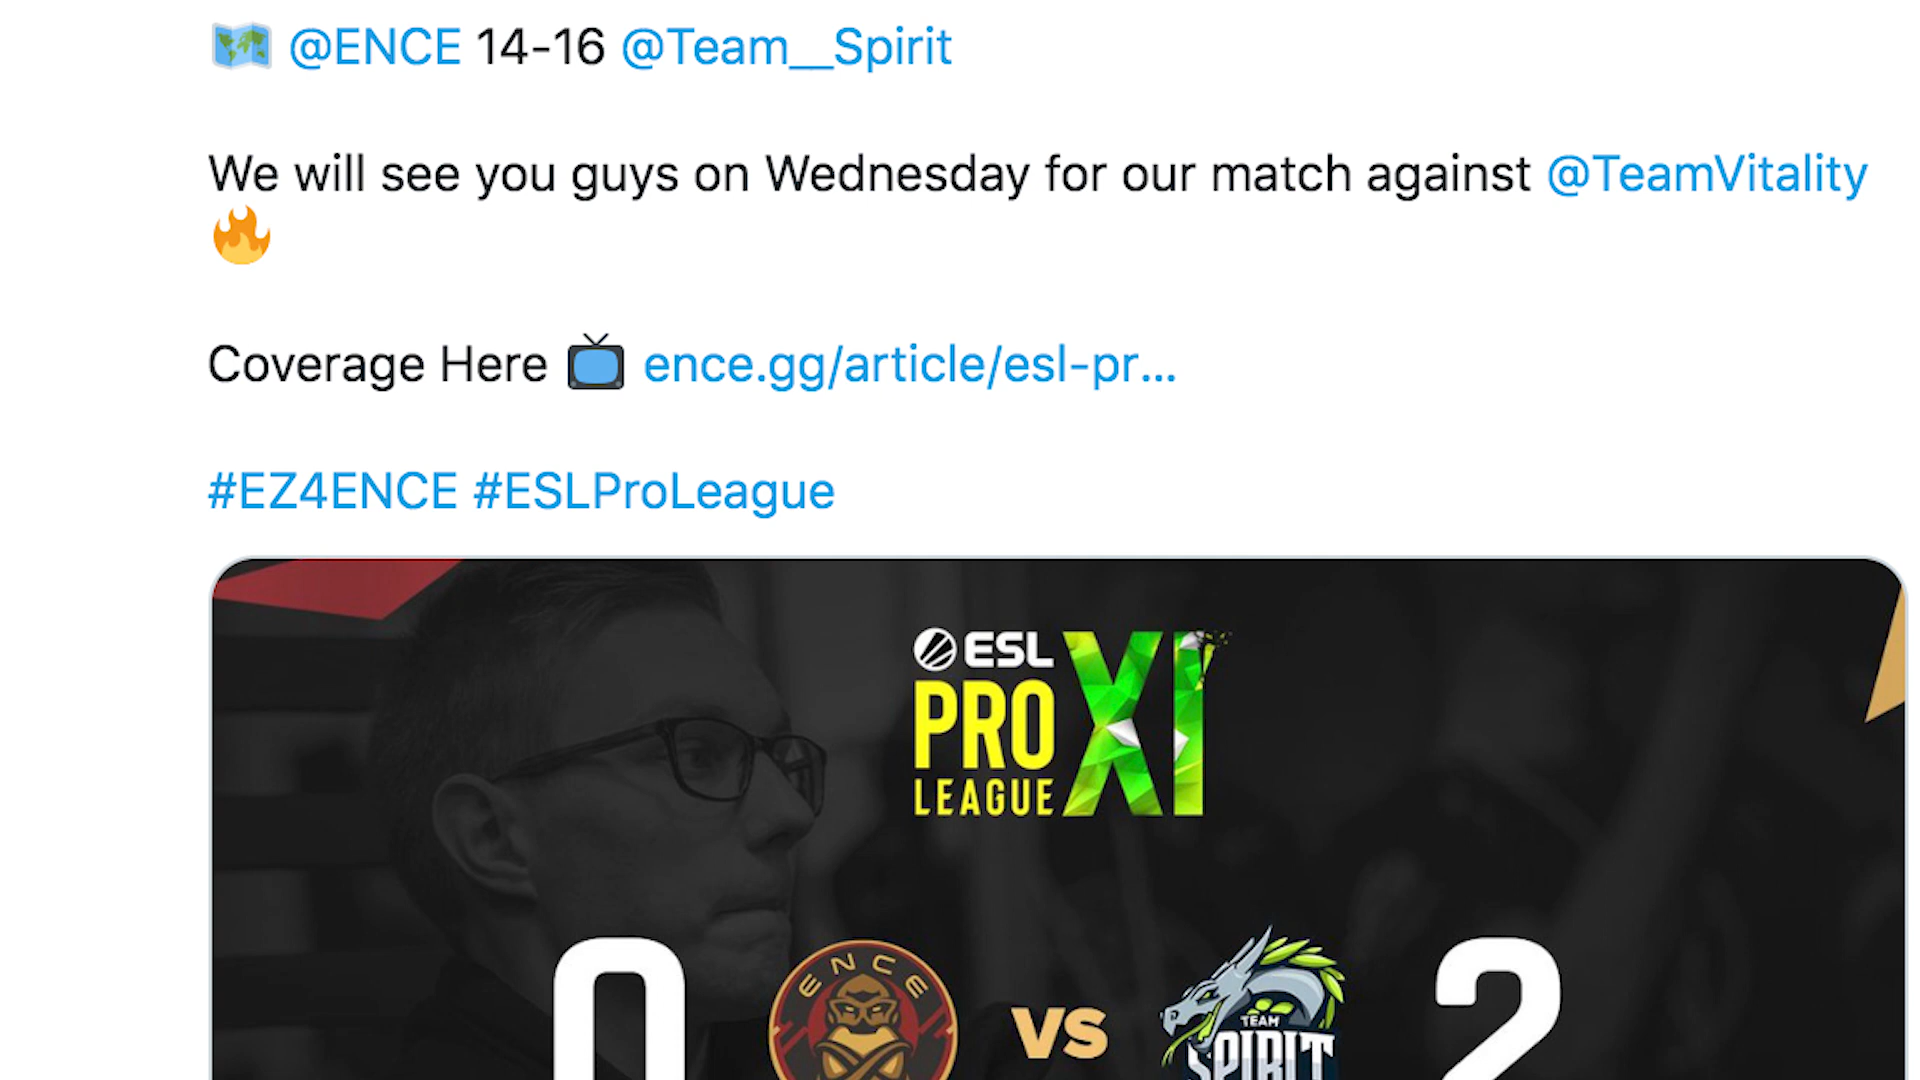 @ENCE 14-16 @Team__Spirit
We will see you guys on Wednesday for our match against @TeamVitality
Coverage Here ence.gg/article/esl-pr...
#EZ4ENCE #ESLProLeague
ESL
PRO XI
LEAGUE
0 ENCE VS TEAM SPIRIT 2